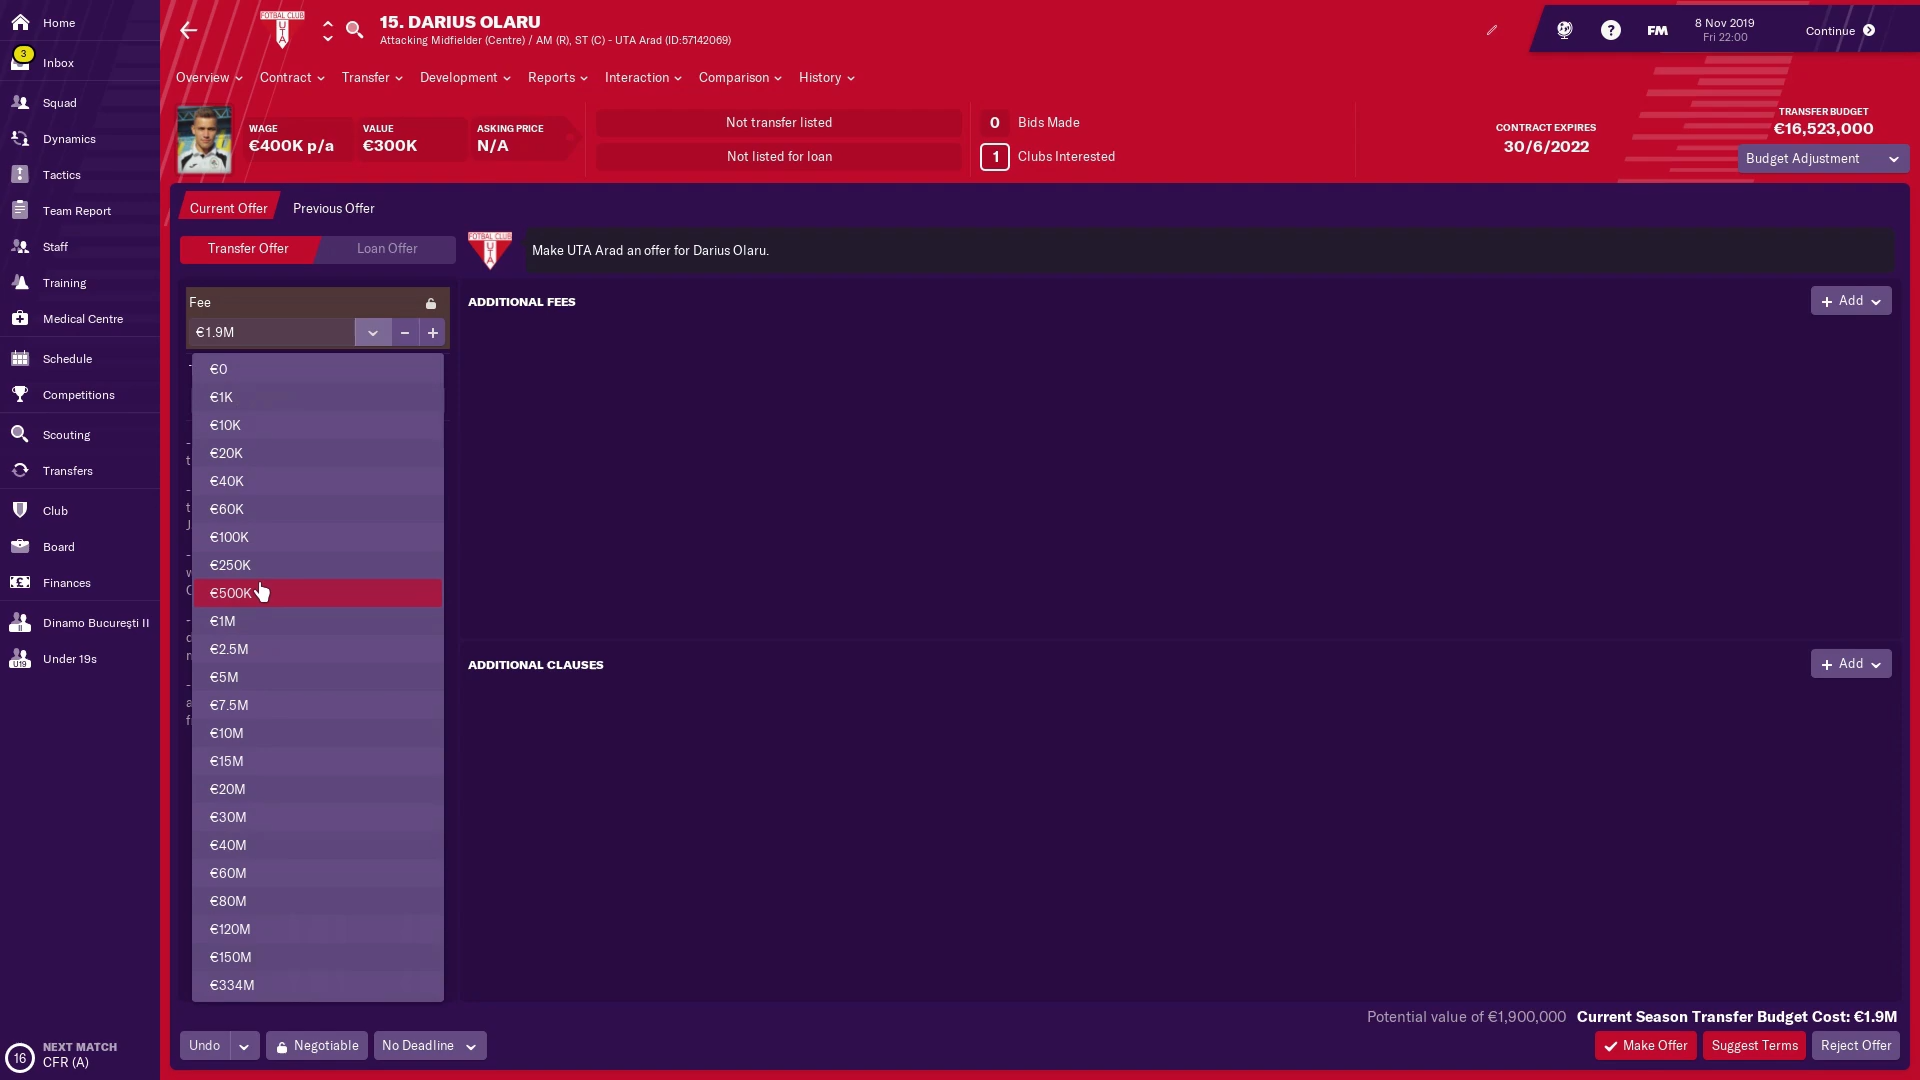 Home
3
Inbox
Squad
Dynamics
Tactics
Team Report
Staff
Training
Medical Centre
Schedule
Competitions
Scouting
Transfers
Club
Board
Finances
Dinamo Bucureşti II
Under 19s
16
NEXT MATCH
CFR (A)
FOTBAL CLUB
UTA
15. DARIUS OLARU
Attacking Midfielder (Centre) / AM (R), ST (C) - UTA Arad (ID:57142069)
FM
8 Nov 2019
Fri 22:00
Continue
Overview
Contract
Transfer
Development
Reports
Interaction
Comparison
History
WAGE
€400K p/a
VALUE
€300K
ASKING PRICE
N/A
Not transfer listed
Not listed for loan
0 Bids Made
1 Clubs Interested
CONTRACT EXPIRES
30/6/2022
TRANSFER BUDGET
€16,523,000
Budget Adjustment
Current Offer
Previous Offer
Transfer Offer
Loan Offer
FOTBAL CLUB
UTA
Make UTA Arad an offer for Darius Olaru.
Fee
€1.9M
€0
€1K
€10K
€20K
€40K
€60K
€100K
€250K
€500K
€1M
€2.5M
€5M
€7.5M
€10M
€15M
€20M
€30M
€40M
€60M
€80M
€120M
€150M
€334M
ADDITIONAL FEES
+ Add
ADDITIONAL CLAUSES
+ Add
Potential value of €1,900,000
Current Season Transfer Budget Cost: €1.9M
Undo
Negotiable
No Deadline
Make Offer
Suggest Terms
Reject Offer